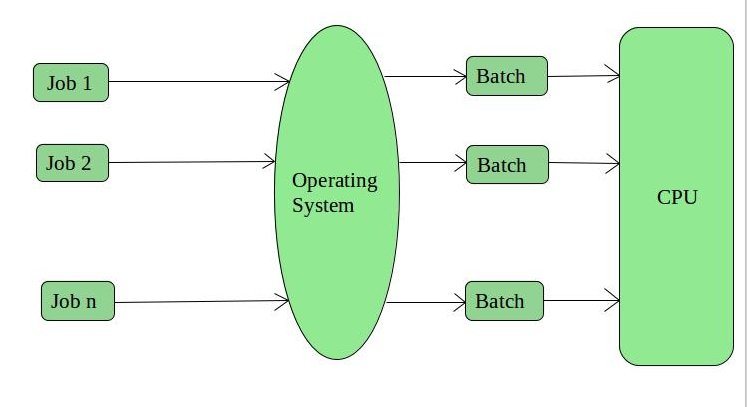 Job 1
Batch
Job 2
Batch
Operating
System
CPU
Job n
Batch